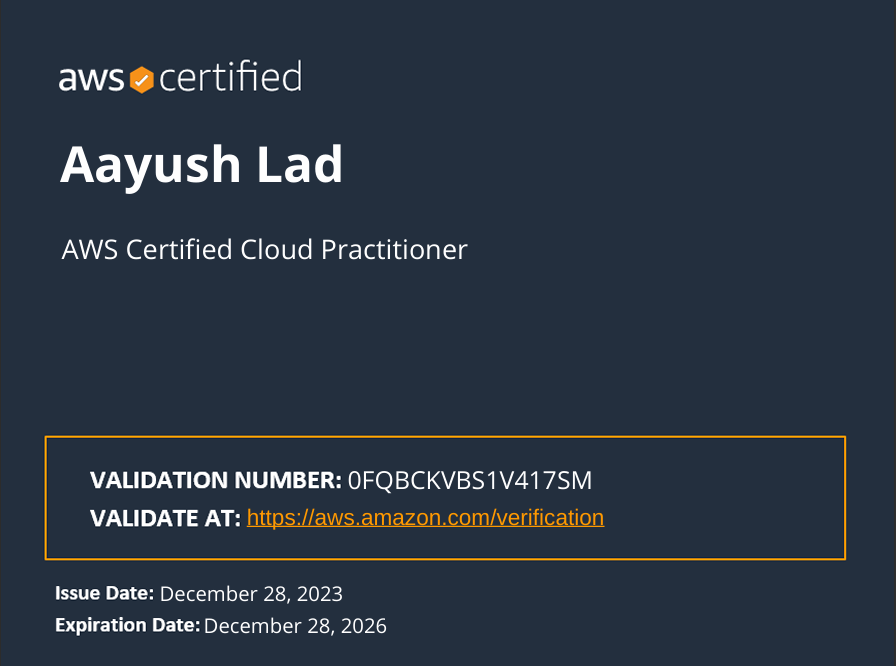 aws certified
Aayush Lad
AWS Certified Cloud Practitioner
VALIDATION NUMBER: 0FQBCKVBS1V417SM
VALIDATE AT: https://aws.amazon.com/verification
Issue Date: December 28, 2023
Expiration Date: December 28, 2026